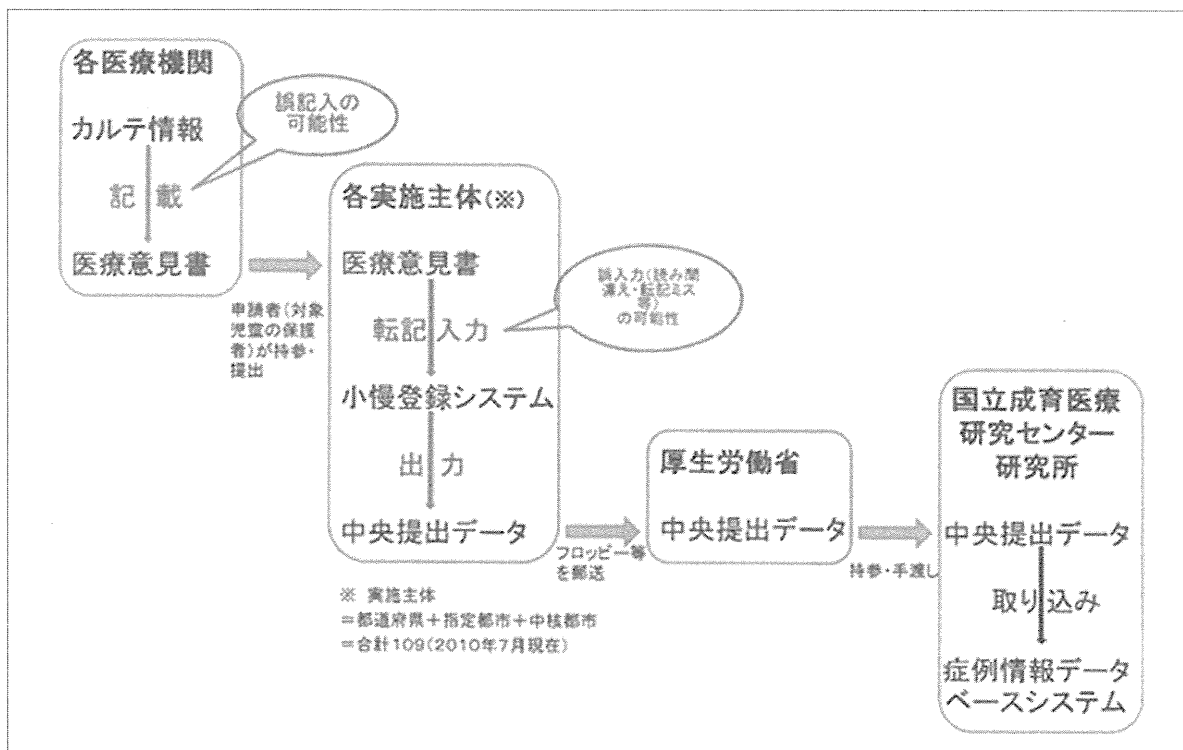 各医療機関
カルテ情報
記載
医療意見書
誤記入の
可能性
申請者(対象
児童の保護
者)が持参・
提出
各実施主体(※)
医療意見書
転記入力
小慢登録システム
出力
中央提出データ
誤入力(読み間
違え・転記ミス
等)
の可能性
※ 実施主体
=都道府県+指定都市+中核都市
=合計109(2010年7月現在)
フロッピー等
を郵送
厚生労働省
中央提出データ
持参・手渡し
国立成育医療
研究センター
研究所
中央提出データ
取り込み
症例情報データ
ベースシステム